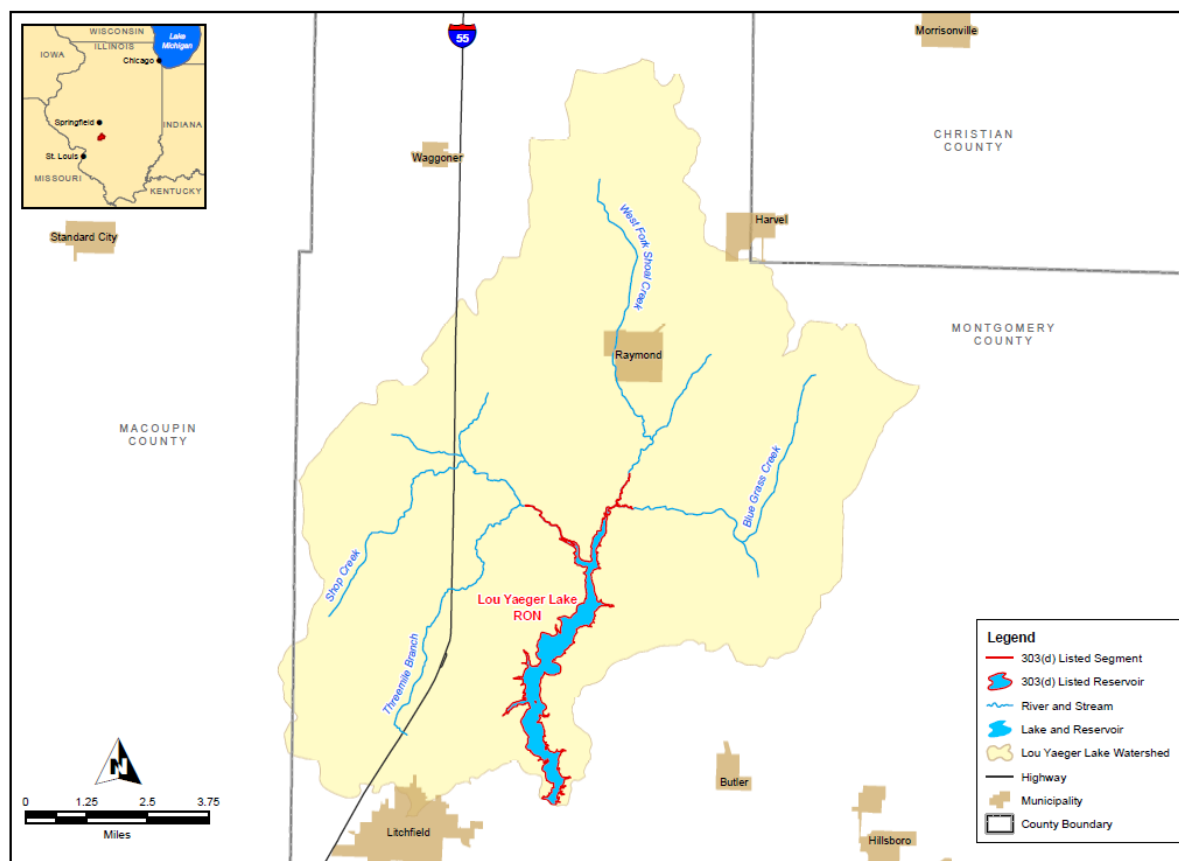 WISCONSIN
ILLINOIS
Lake
Michigan
IOWA
Chicago
Springfield
INDIANA
St. Louis
MISSOURI
KENTUCKY
55
Morrisonville
Waggoner
CHRISTIAN
COUNTY
Harvel
Standard City
West Fork Shoal Creek
MONTGOMERY
COUNTY
Raymond
MACOUPIN
COUNTY
Blue Grass Creek
Shop Creek
Lou Yaeger Lake
RON
Threemile Branch
Butler
Litchfield
Hillsboro
N
0 1.25 2.5 3.75
Miles
Legend
303(d) Listed Segment
303(d) Listed Reservoir
River and Stream
Lake and Reservoir
Lou Yaeger Lake Watershed
Highway
Municipality
County Boundary